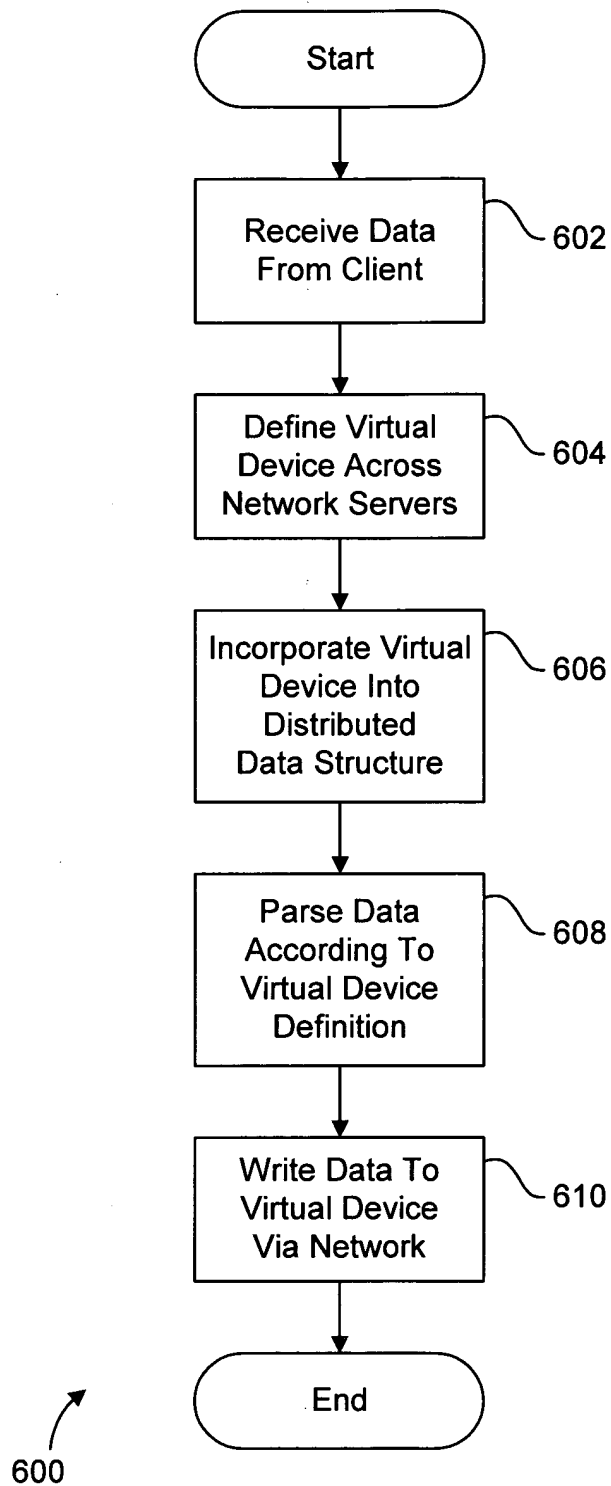 Start
Receive Data
From Client
602
Define Virtual
Device Across
Network Servers
604
Incorporate Virtual
Device Into
Distributed
Data Structure
606
Parse Data
According To
Virtual Device
Definition
608
Write Data To
Virtual Device
Via Network
610
End
600